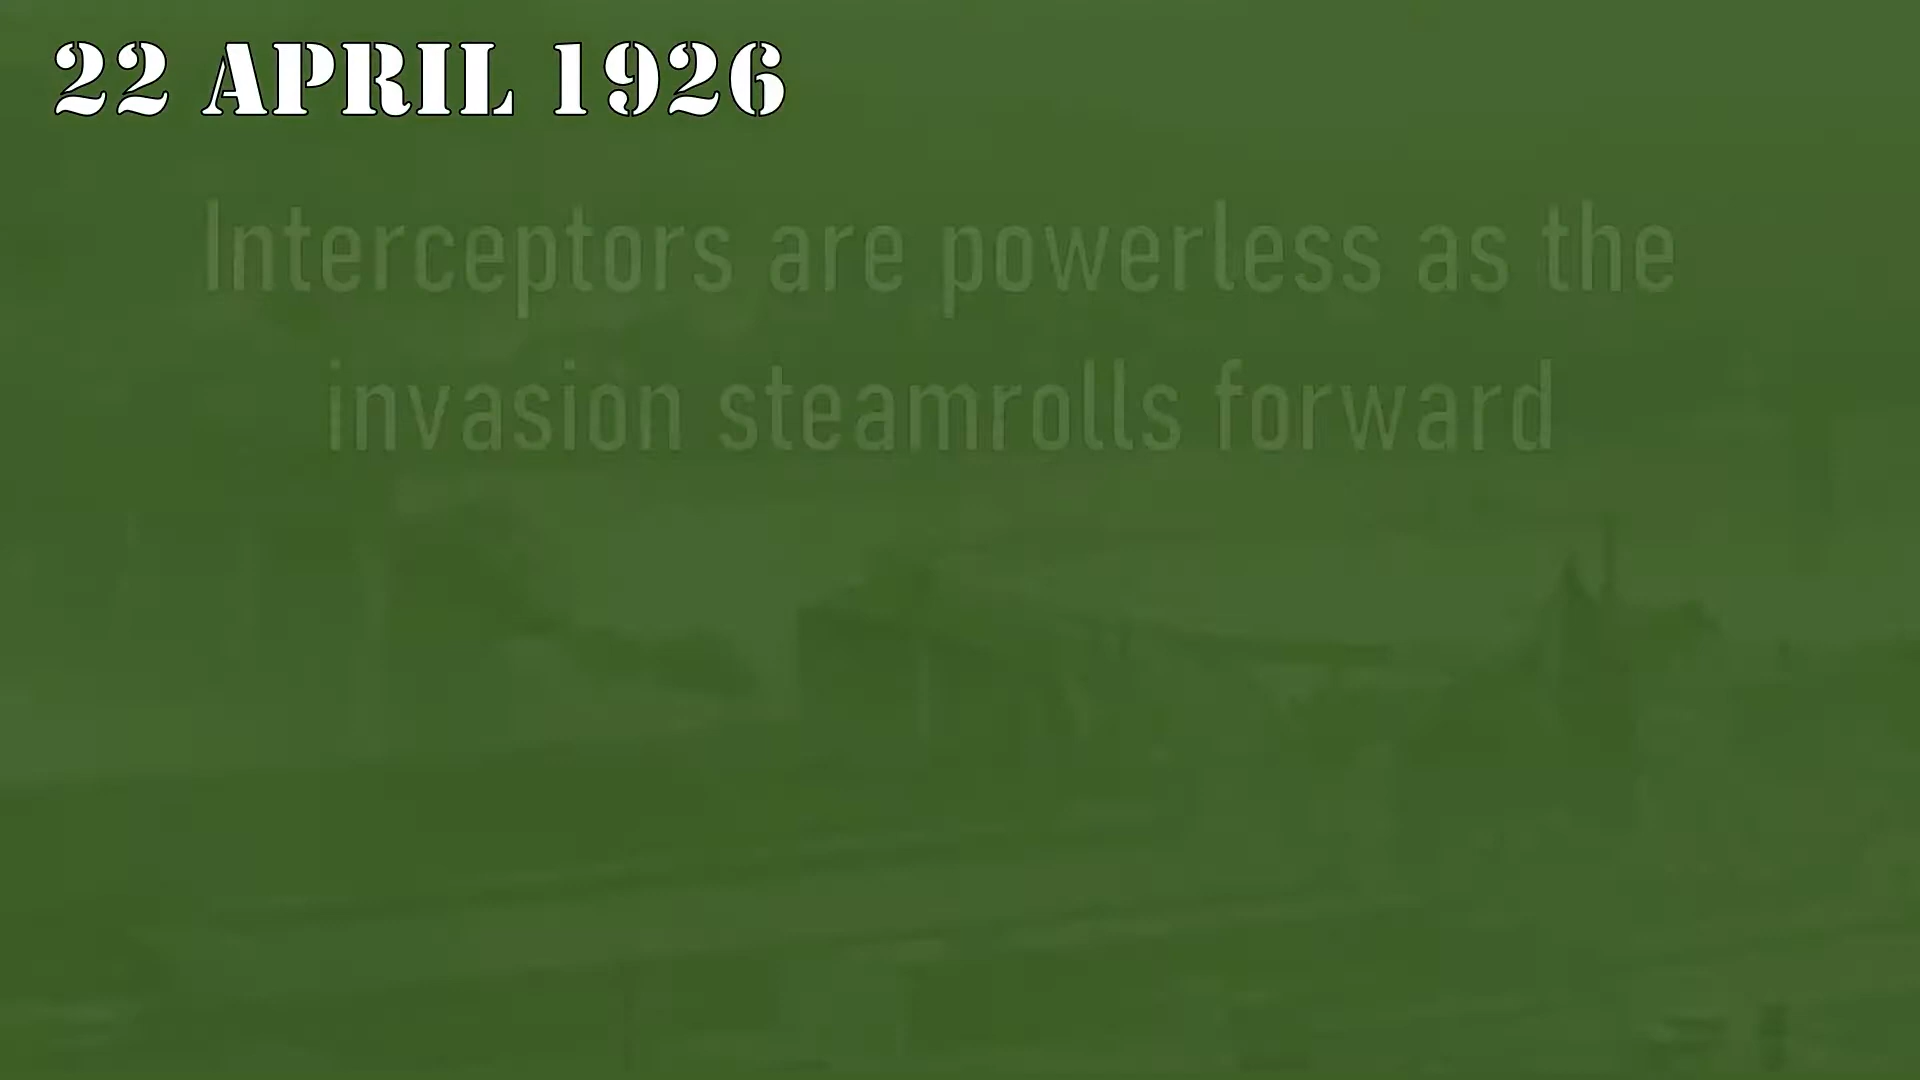 22 APRIL 1926
Interceptors are powerless as the
invasion steamrolls forward